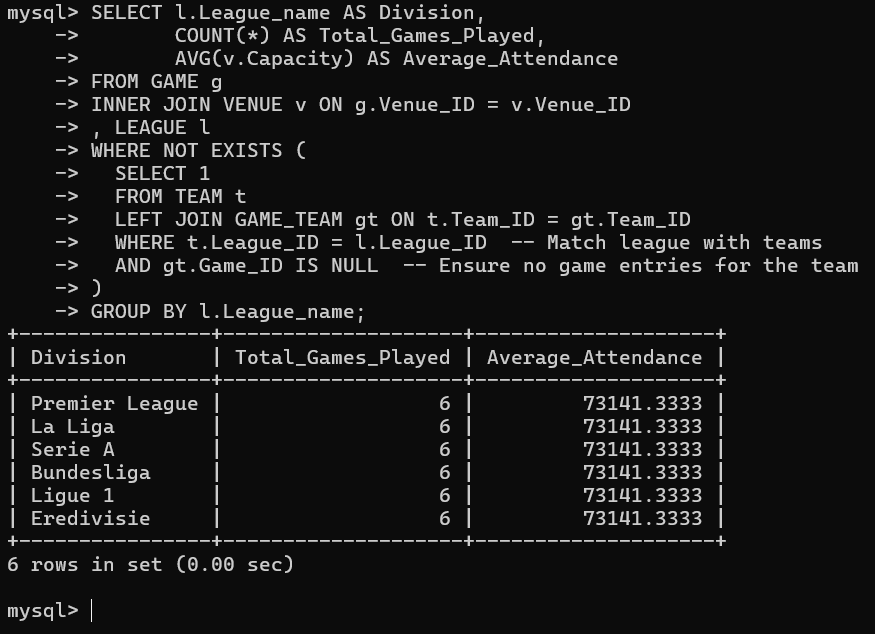 mysql> SELECT l.League_name AS Division,
    ->        COUNT(*) AS Total_Games_Played,
    ->        AVG(v.Capacity) AS Average_Attendance
    -> FROM GAME g
    -> INNER JOIN VENUE v ON g.Venue_ID = v.Venue_ID
    -> , LEAGUE l
    -> WHERE NOT EXISTS (
    ->   SELECT 1
    ->   FROM TEAM t
    ->   LEFT JOIN GAME_TEAM gt ON t.Team_ID = gt.Team_ID
    ->   WHERE t.League_ID = l.League_ID  -- Match league with teams
    ->   AND gt.Game_ID IS NULL  -- Ensure no game entries for the team
    -> )
    -> GROUP BY l.League_name;
+----------------+--------------------+--------------------+
| Division       | Total_Games_Played | Average_Attendance |
+----------------+--------------------+--------------------+
| Premier League |                  6 |         73141.3333 |
| La Liga        |                  6 |         73141.3333 |
| Serie A        |                  6 |         73141.3333 |
| Bundesliga     |                  6 |         73141.3333 |
| Ligue 1        |                  6 |         73141.3333 |
| Eredivisie     |                  6 |         73141.3333 |
+----------------+--------------------+--------------------+
6 rows in set (0.00 sec)
mysql>